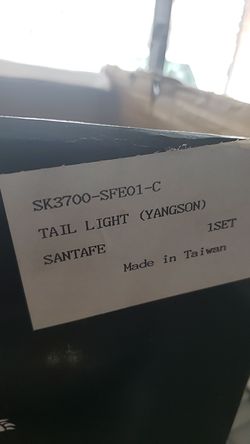 SK3700-SFE01-C
TAIL LIGHT (YANGSON)
1SET
SANTAFE
Made in Taiwan